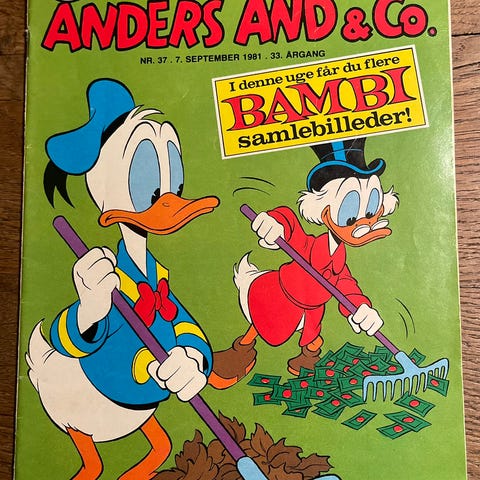 ANDERS AND & Co.
NR. 37 . 7. SEPTEMBER 1981 . 33. ÅRGANG
I denne uge får du flere
BAMBI
samlebilleder!